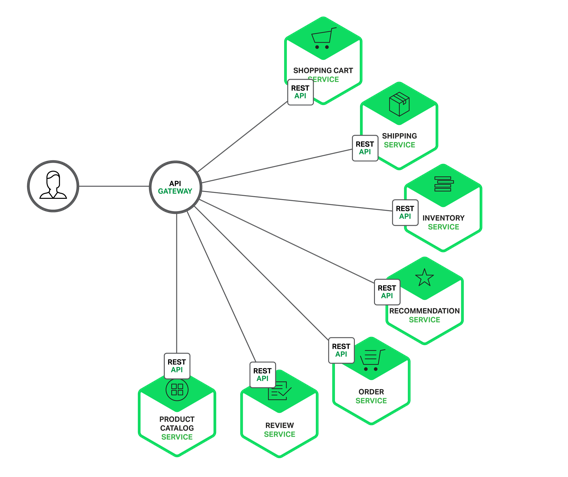 SHOPPING CART
SERVICE
REST
API
SHIPPING
SERVICE
REST
API
API
GATEWAY
INVENTORY
SERVICE
REST
API
RECOMMENDATION
SERVICE
REST
API
ORDER
SERVICE
REST
API
REVIEW
SERVICE
REST
API
PRODUCT
CATALOG
SERVICE
REST
API